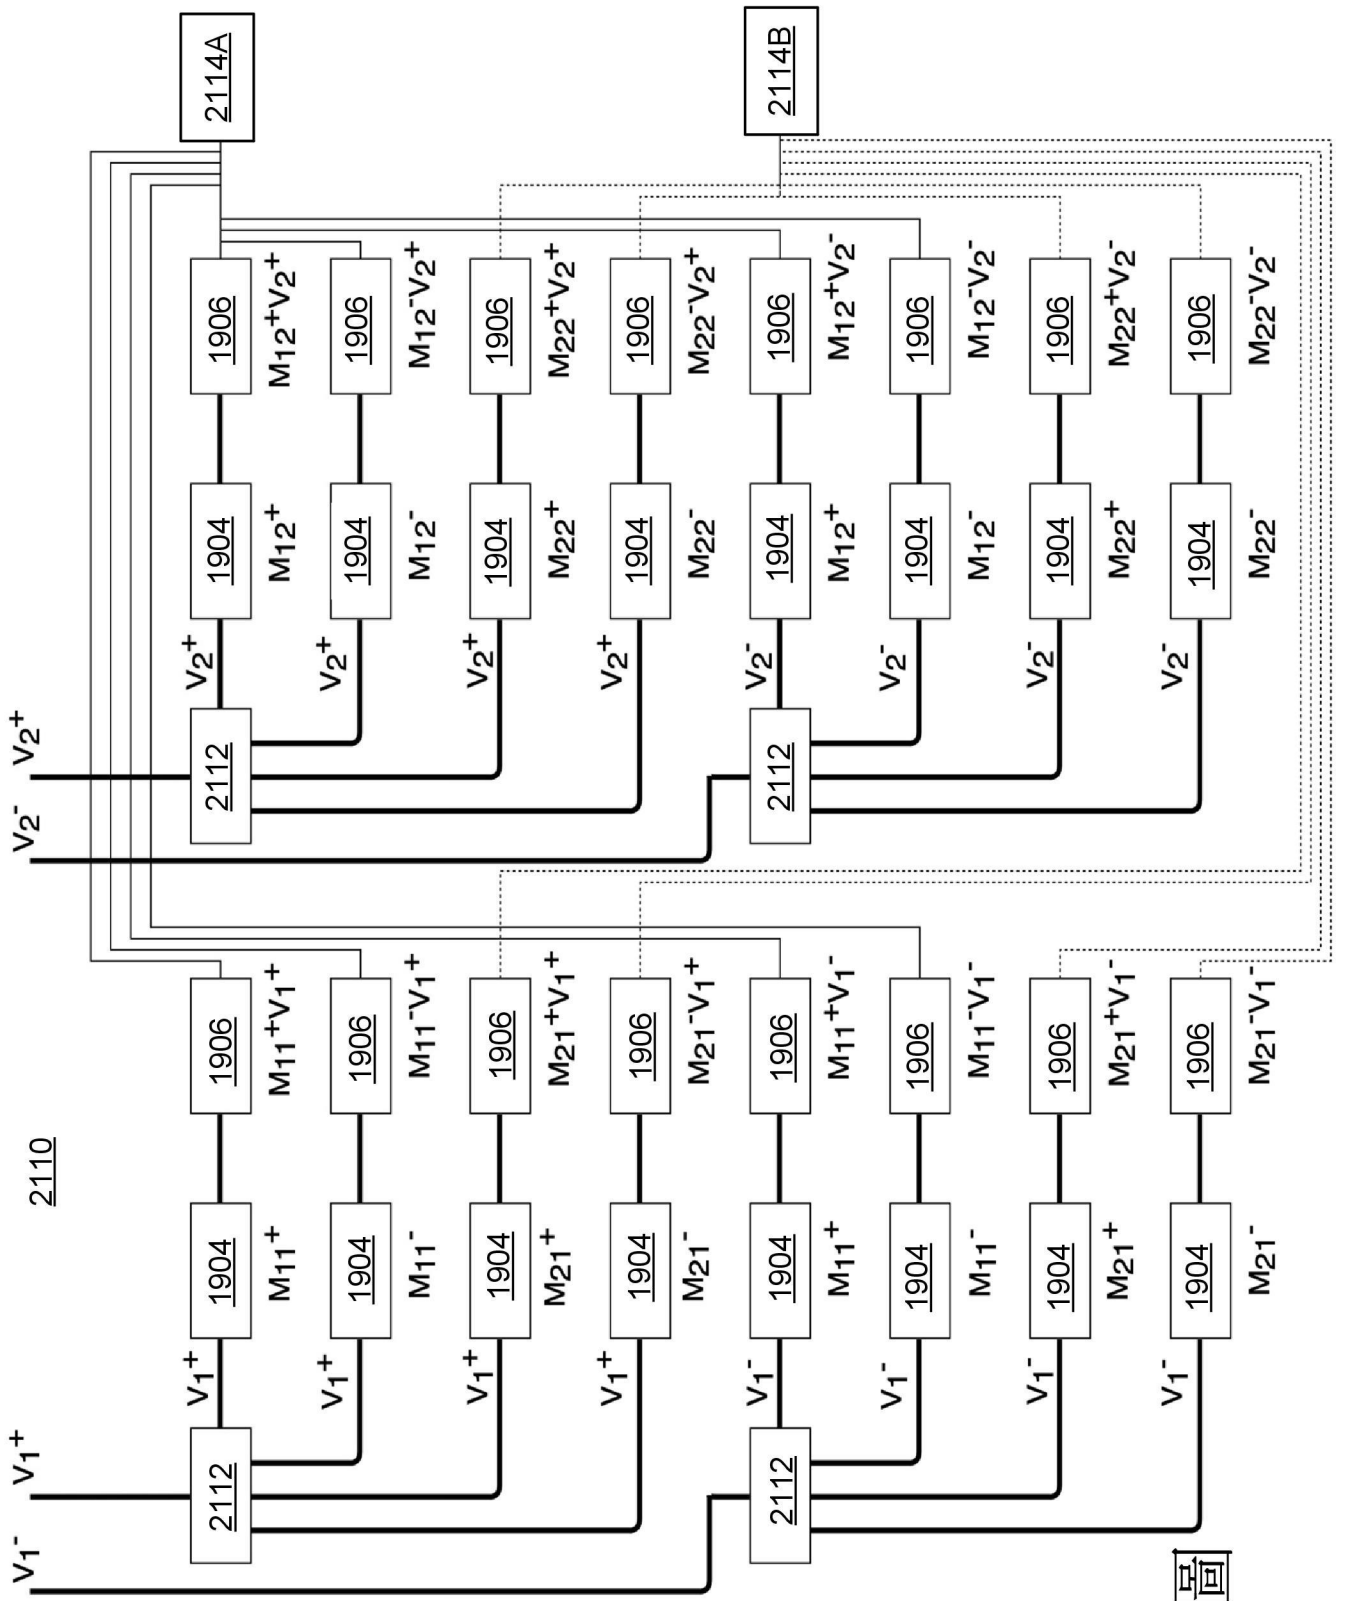 V₁⁻ V₁⁺ V₂⁻ V₂⁺
2110
V₁⁺ V₂⁺
2112 1904 1906 2112 1904 1906 2114A
M₁₁⁺ M₁₁⁺V₁⁺ M₁₂⁺ M₁₂⁺V₂⁺
V₁⁺ V₂⁺
1904 1906 1904 1906
M₁₁⁻ M₁₁⁻V₁⁺ M₁₂⁻ M₁₂⁻V₂⁺
V₁⁺ V₂⁺
1904 1906 1904 1906
M₂₁⁺ M₂₁⁺V₁⁺ M₂₂⁺ M₂₂⁺V₂⁺
V₁⁺ V₂⁺
1904 1906 1904 1906
M₂₁⁻ M₂₁⁻V₁⁺ M₂₂⁻ M₂₂⁻V₂⁺
V₁⁻ V₂⁻
2112 1904 1906 2112 1904 1906 2114B
M₁₁⁺ M₁₁⁺V₁⁻ M₁₂⁺ M₁₂⁺V₂⁻
V₁⁻ V₂⁻
1904 1906 1904 1906
M₁₁⁻ M₁₁⁻V₁⁻ M₁₂⁻ M₁₂⁻V₂⁻
V₁⁻ V₂⁻
1904 1906 1904 1906
M₂₁⁺ M₂₁⁺V₁⁻ M₂₂⁺ M₂₂⁺V₂⁻
V₁⁻ V₂⁻
1904 1906 1904 1906
M₂₁⁻ M₂₁⁻V₁⁻ M₂₂⁻ M₂₂⁻V₂⁻
圖